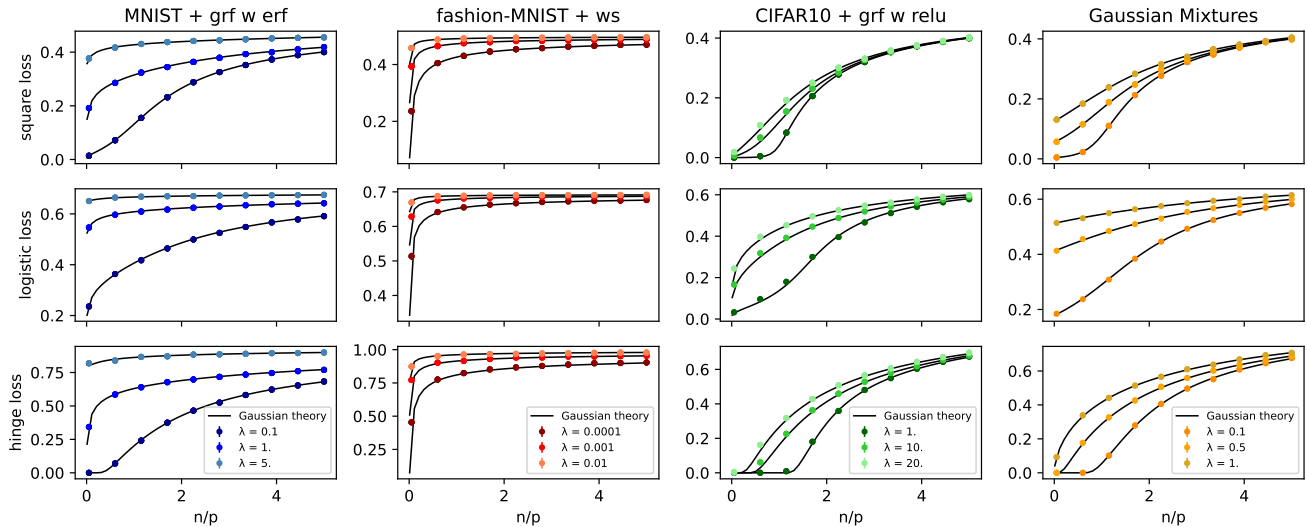 MNIST + grf w erf
fashion-MNIST + ws
CIFAR10 + grf w relu
Gaussian Mixtures
square loss
0.4
0.2
0.0
0.4
0.2
0.4
0.2
0.0
0.4
0.2
0.0
logistic loss
0.6
0.4
0.2
0.7
0.6
0.5
0.4
0.6
0.4
0.2
0.0
0.6
0.4
0.2
hinge loss
0.75
0.50
0.25
0.00
Gaussian theory
λ = 0.1
λ = 1.
λ = 5.
0 2 4
n/p
1.00
0.75
0.50
0.25
Gaussian theory
λ = 0.0001
λ = 0.001
λ = 0.01
0 2 4
n/p
0.6
0.4
0.2
0.0
Gaussian theory
λ = 1.
λ = 10.
λ = 20.
0 2 4
n/p
0.6
0.4
0.2
0.0
Gaussian theory
λ = 0.1
λ = 0.5
λ = 1.
0 2 4
n/p